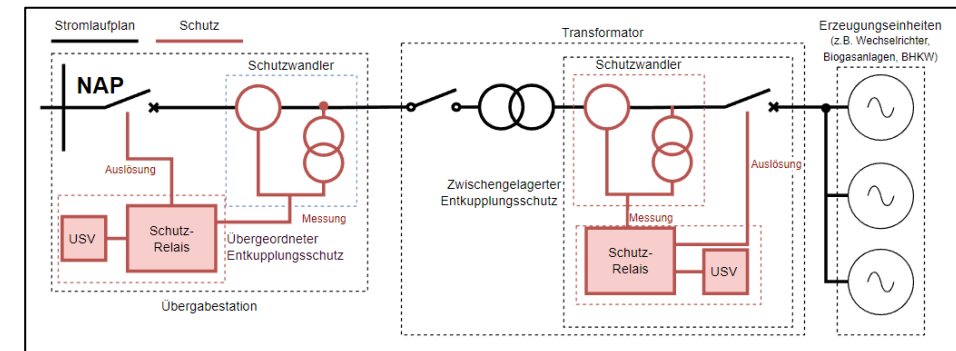 Stromlaufplan
Schutz
NAP
Schutzwandler
Auslösung
Messung
USV
Schutz-
Relais
Übergeordneter
Entkupplungsschutz
Übergabestation
Transformator
Schutzwandler
Zwischengelagerter
Entkupplungsschutz
Auslösung
Messung
Schutz-
Relais
USV
Erzeugungseinheiten
(z.B. Wechselrichter,
Biogasanlagen, BHKW)